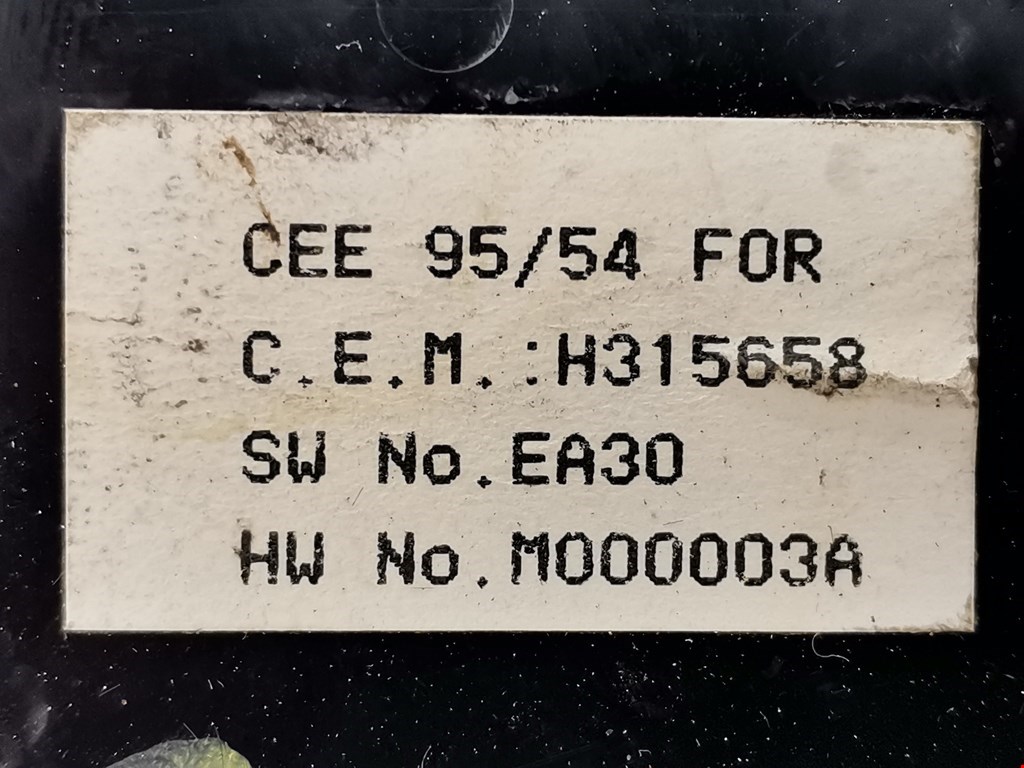 CEE 95/54 FOR
C.E.M.:H315658
SW No.EA30
HW No.M000003A